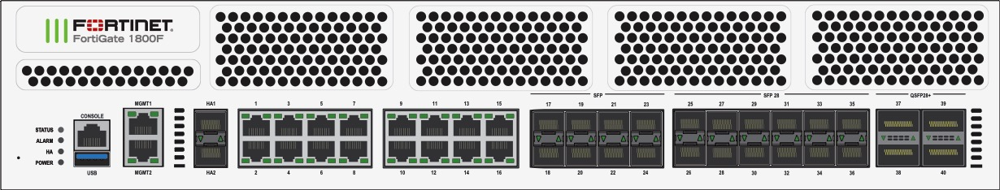 FORTINET
FortiGate 1800F
SFP SFP 28 QSFP28+
MGMT1 HA1 1 3 5 7 9 11 13 15 17 19 21 23 25 27 29 31 33 35 37 39
CONSOLE
STATUS
ALARM
HA
POWER
USB MGMT2 HA2 2 4 6 8 10 12 14 16 18 20 22 24 26 28 30 32 34 36 38 40